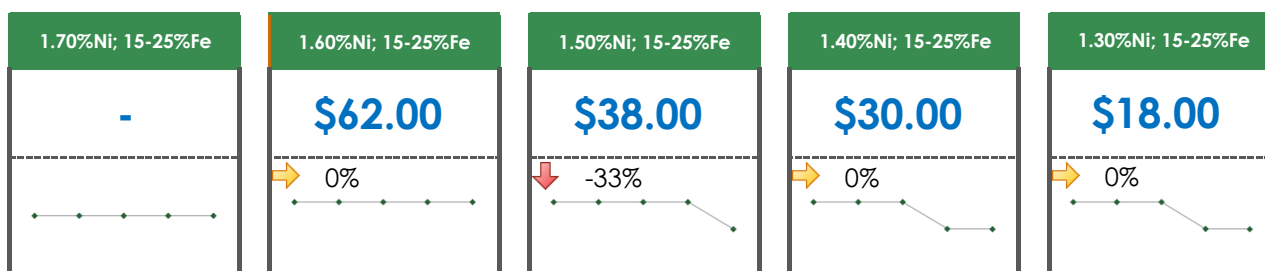 1.70%Ni; 15-25%Fe
-
1.60%Ni; 15-25%Fe
$62.00
0%
1.50%Ni; 15-25%Fe
$38.00
-33%
1.40%Ni; 15-25%Fe
$30.00
0%
1.30%Ni; 15-25%Fe
$18.00
0%